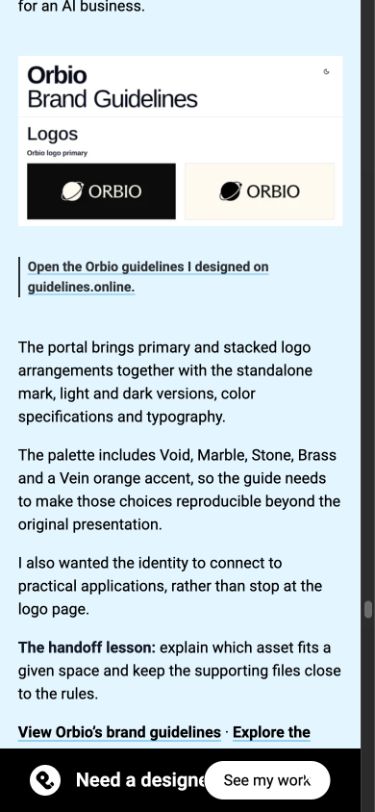 for an AI business.
Orbio
Brand Guidelines
Logos
Orbio logo primary
ORBIO ORBIO
Open the Orbio guidelines I designed on
guidelines.online.
The portal brings primary and stacked logo
arrangements together with the standalone
mark, light and dark versions, color
specifications and typography.
The palette includes Void, Marble, Stone, Brass
and a Vein orange accent, so the guide needs
to make those choices reproducible beyond the
original presentation.
I also wanted the identity to connect to
practical applications, rather than stop at the
logo page.
The handoff lesson: explain which asset fits a
given space and keep the supporting files close
to the rules.
View Orbio's brand guidelines · Explore the
Need a designe See my work